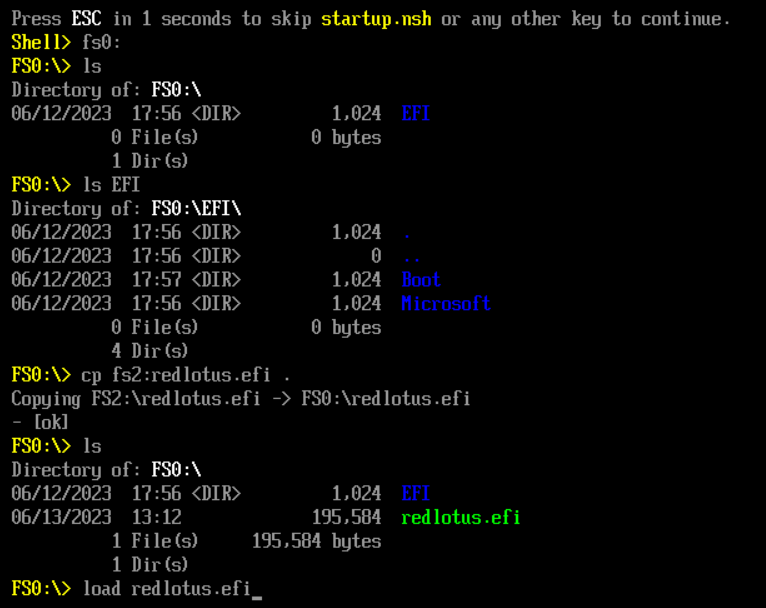 Press ESC in 1 seconds to skip startup.nsh or any other key to continue.
Shell> fs0:
FS0:\> ls
Directory of: FS0:\
06/12/2023  17:56 <DIR>         1,024  EFI
          0 File(s)           0 bytes
          1 Dir(s)
FS0:\> ls EFI
Directory of: FS0:\EFI\
06/12/2023  17:56 <DIR>         1,024  .
06/12/2023  17:56 <DIR>             0  ..
06/12/2023  17:57 <DIR>         1,024  Boot
06/12/2023  17:56 <DIR>         1,024  Microsoft
          0 File(s)           0 bytes
          4 Dir(s)
FS0:\> cp fs2:redlotus.efi .
Copying FS2:\redlotus.efi -> FS0:\redlotus.efi
- [ok]
FS0:\> ls
Directory of: FS0:\
06/12/2023  17:56 <DIR>         1,024  EFI
06/13/2023  13:12             195,584  redlotus.efi
          1 File(s)     195,584 bytes
          1 Dir(s)
FS0:\> load redlotus.efi_